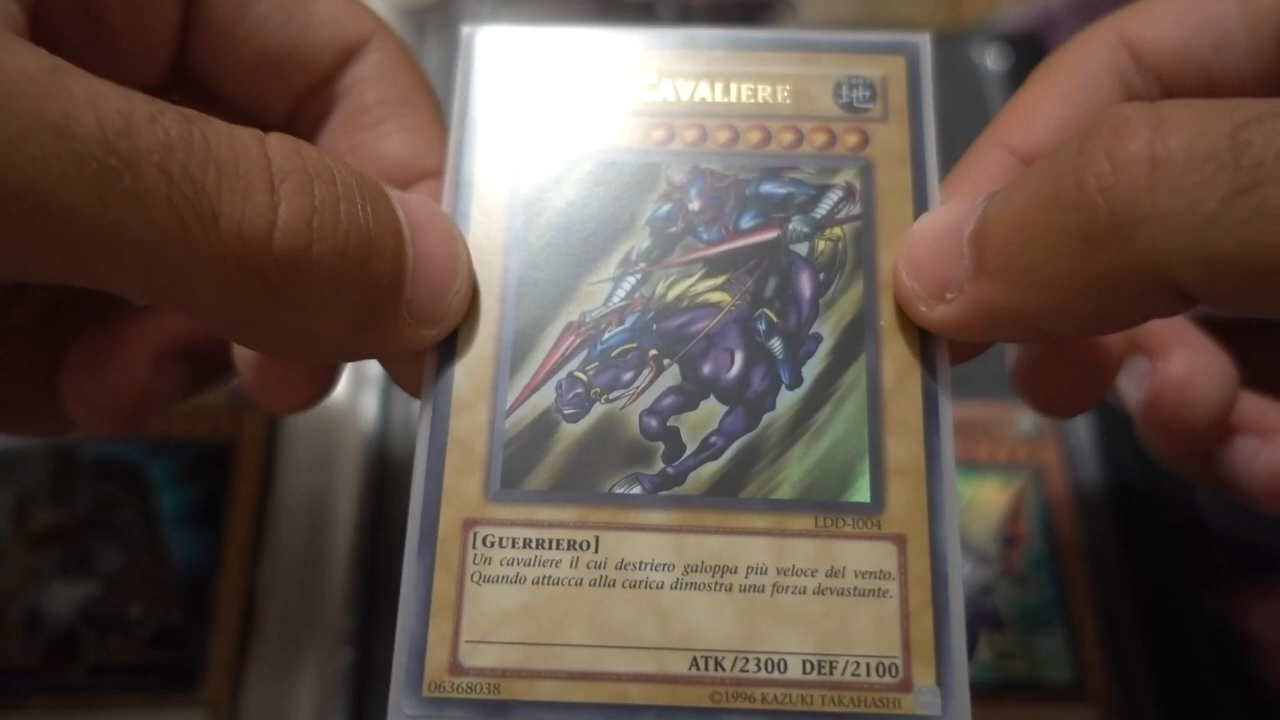 CAVALIERE
地
LDD-I004
[GUERRIERO]
Un cavaliere il cui destriero galoppa più veloce del vento.
Quando attacca alla carica dimostra una forza devastante.
ATK/2300 DEF/2100
06368038
©1996 KAZUKI TAKAHASHI